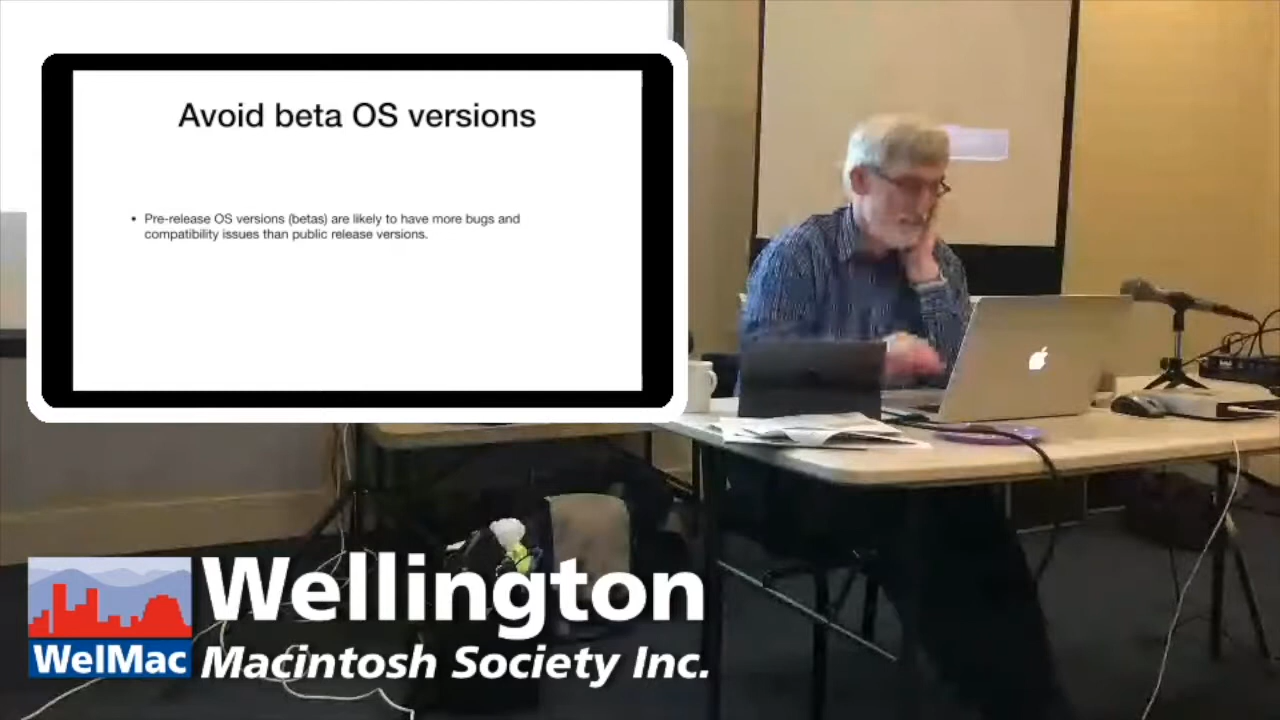 Avoid beta OS versions
• Pre-release OS versions (betas) are likely to have more bugs and
compatibility issues than public release versions.
Wellington
WelMac
Macintosh Society Inc.